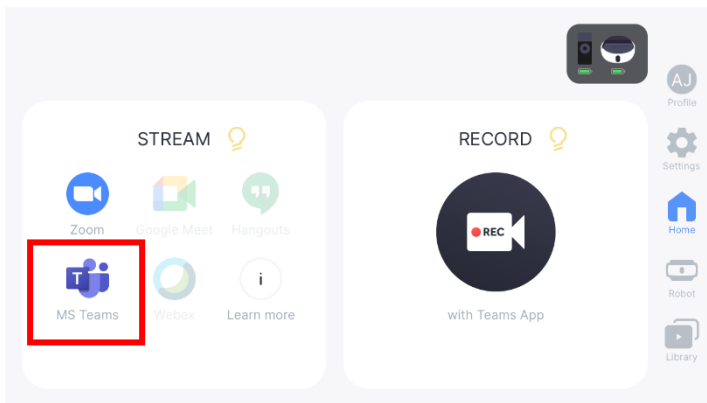 AJ
Profile
STREAM
RECORD
Settings
Zoom
Google Meet
Hangouts
REC
Home
T
MS Teams
Webex
i
Learn more
with Teams App
Robot
Library